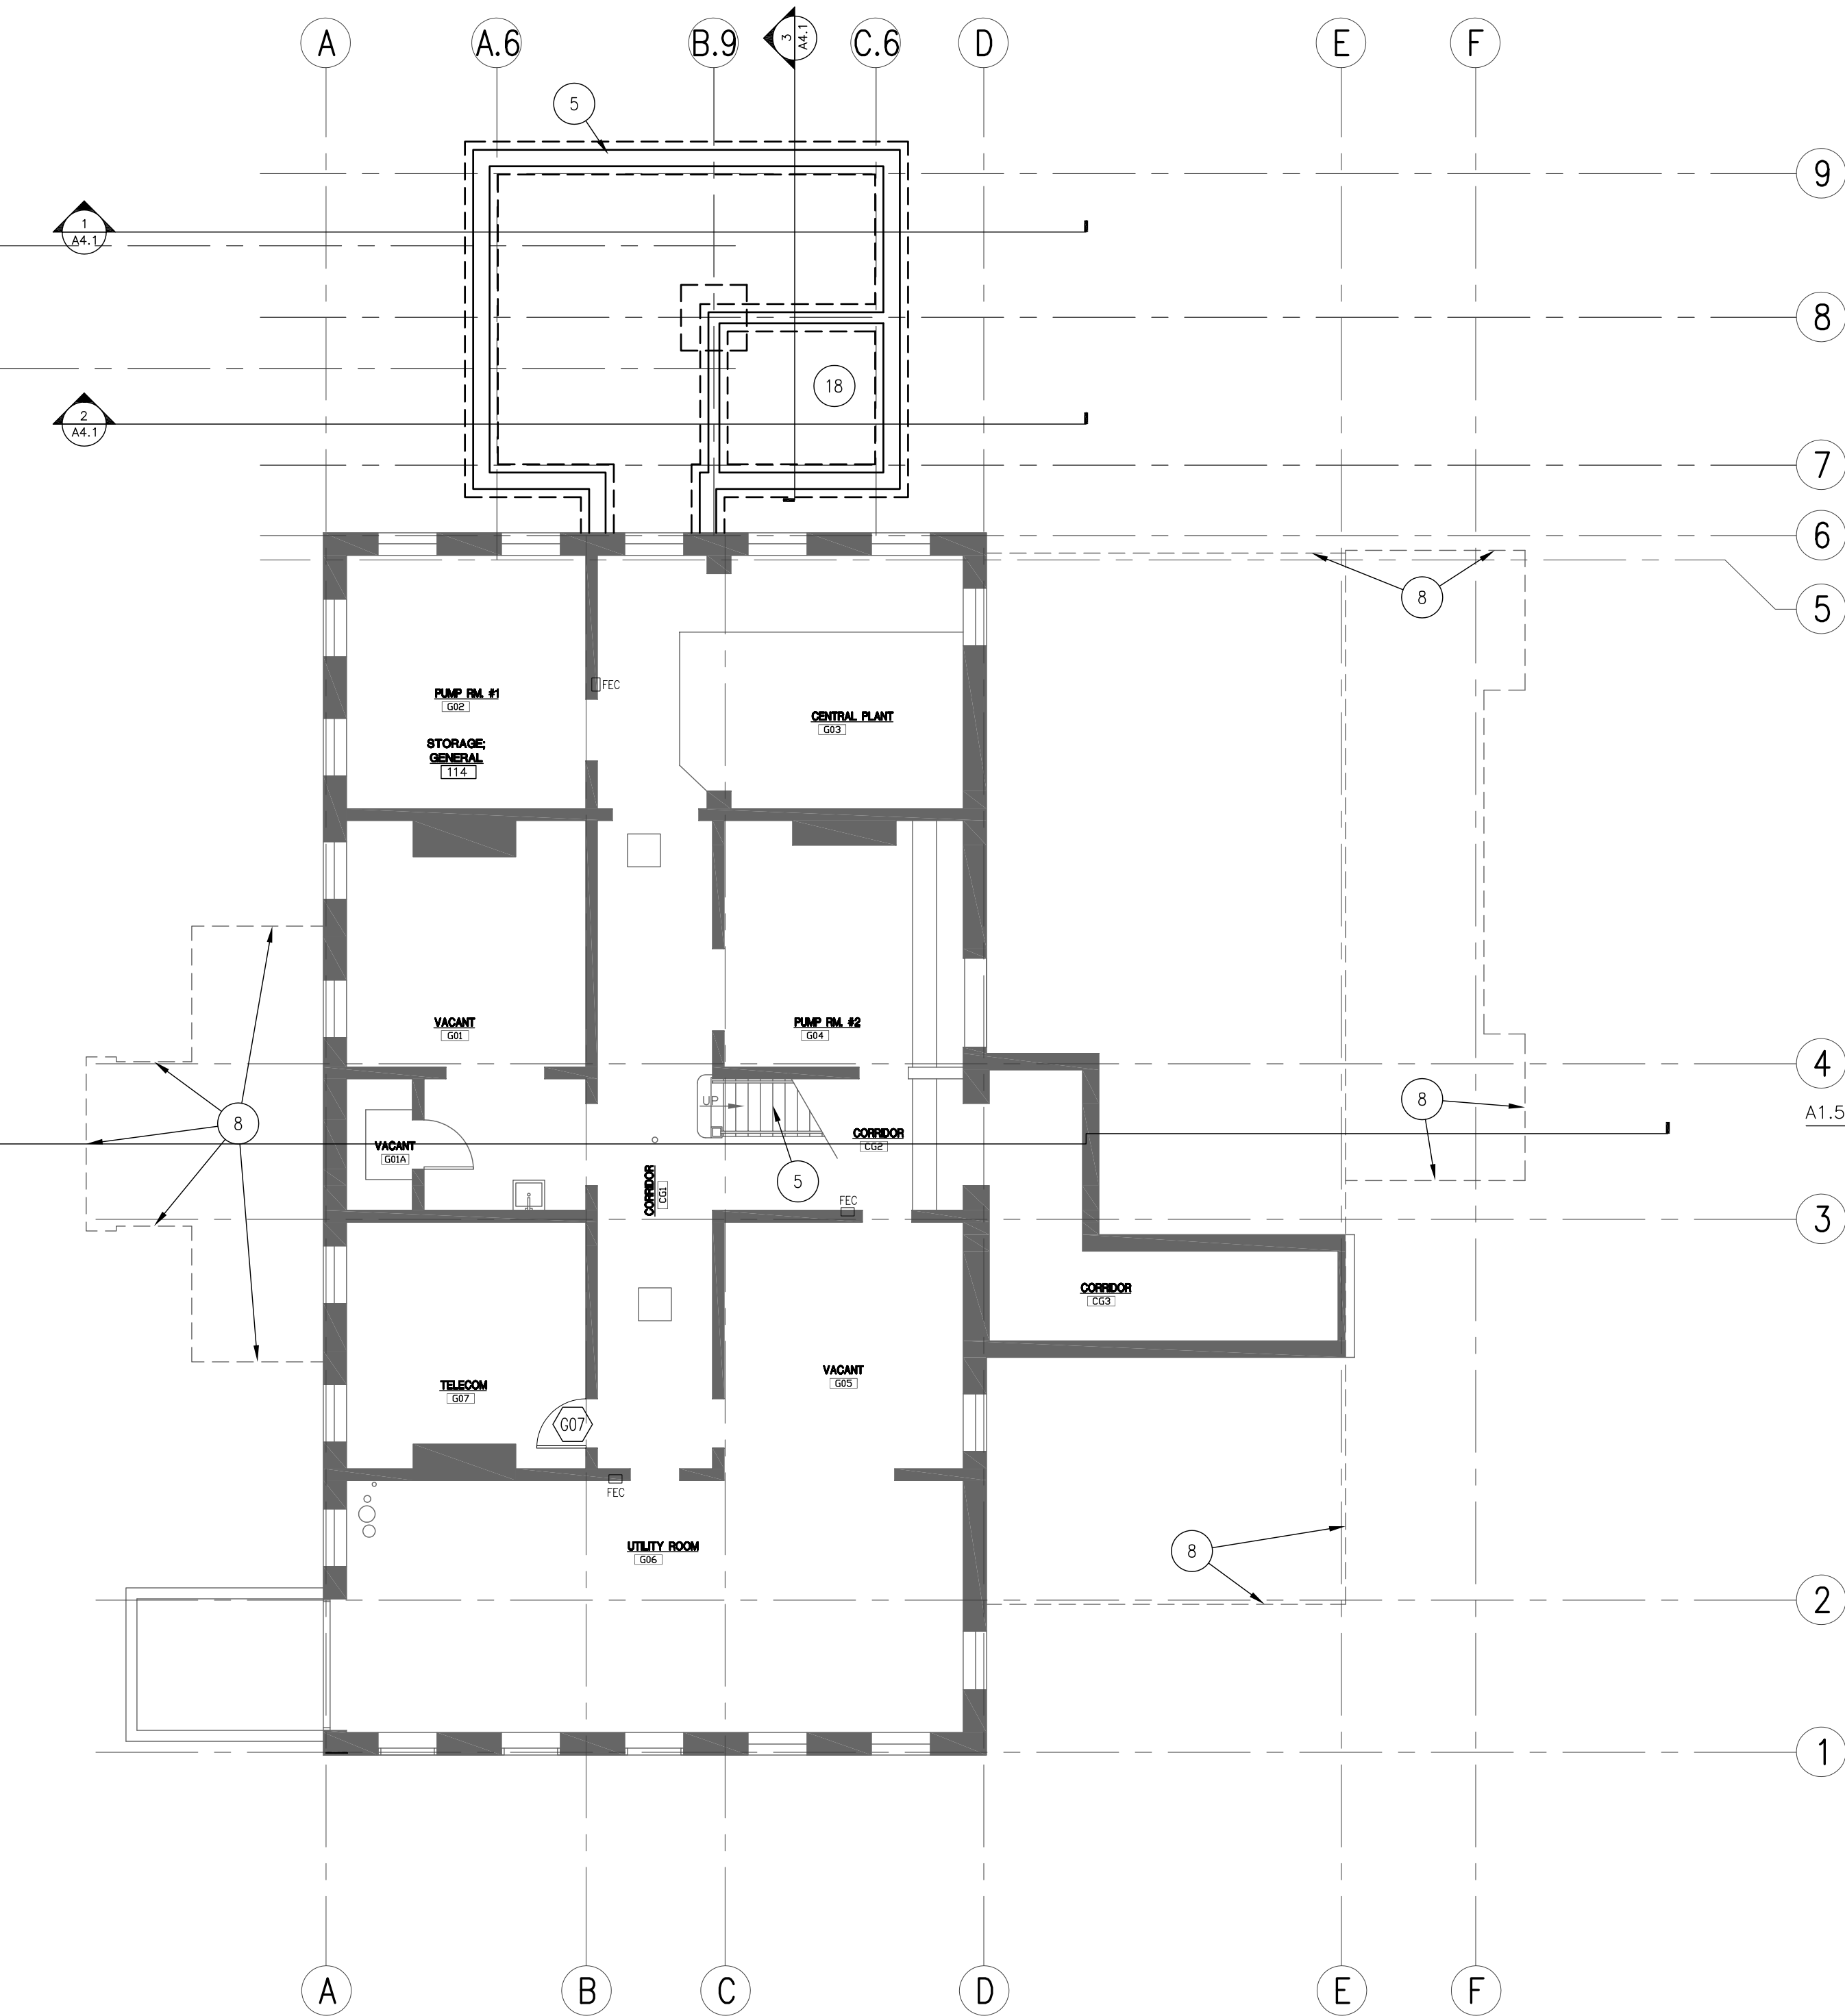 A
A.6
B.9
3
A4.1
C.6
D
E
F
5
9
1
A4.1
8
18
2
A4.1
7
6
8
5
FEC
PUMP RM. #1
G02
CENTRAL PLANT
G03
STORAGE;
GENERAL
114
VACANT
G01
PUMP RM. #2
G04
4
UP
8
A1.5
8
CORRIDOR
CG2
VACANT
G01A
CORRIDOR
CG1
5
FEC
3
CORRIDOR
CG3
VACANT
G05
TELECOM
G07
G07
FEC
UTILITY ROOM
G06
8
2
1
A
B
C
D
E
F